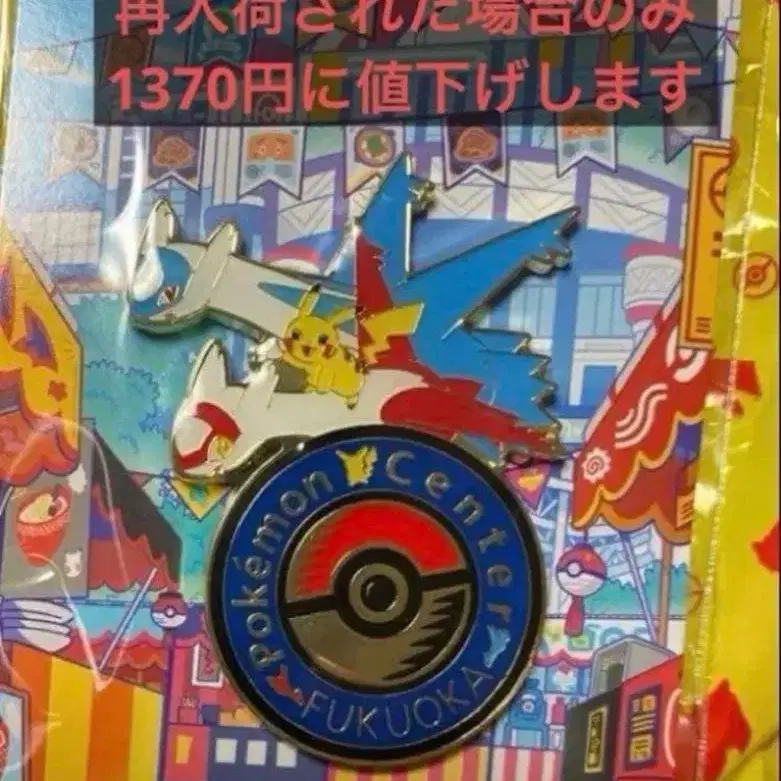 再入荷された場合のみ
1370円に値下げします
Pokémon Center
FUKUOKA